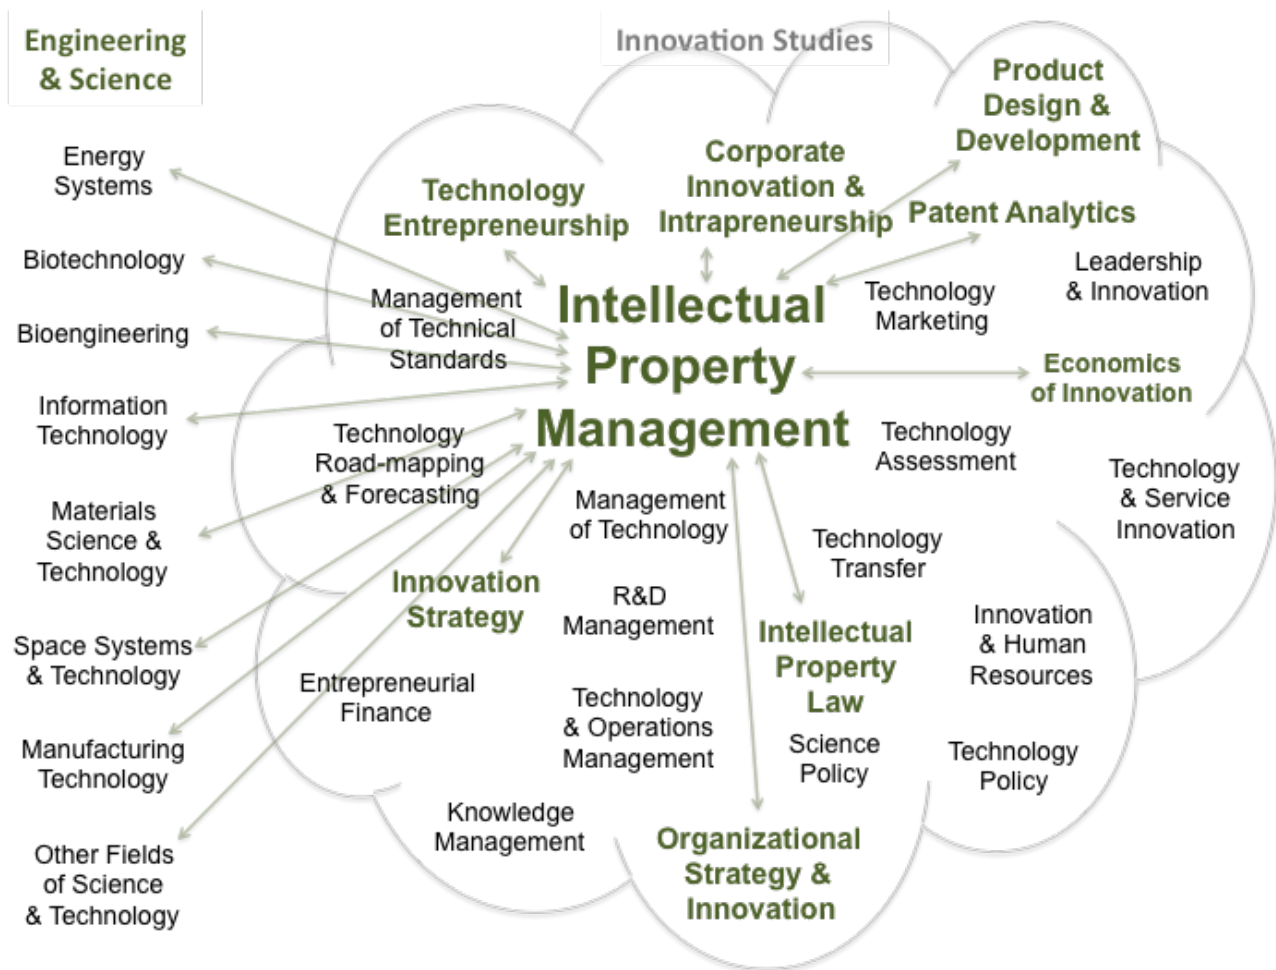 Engineering
& Science
Innovation Studies
Energy
Systems
Biotechnology
Bioengineering
Information
Technology
Materials
Science &
Technology
Space Systems
& Technology
Manufacturing
Technology
Other Fields
of Science
& Technology
Technology
Entrepreneurship
Corporate
Innovation &
Intrapreneurship
Product
Design &
Development
Patent Analytics
Leadership
& Innovation
Management
of Technical
Standards
Intellectual
Property
Management
Technology
Marketing
Economics
of Innovation
Technology
Road-mapping
& Forecasting
Technology
Assessment
Technology
& Service
Innovation
Management
of Technology
Technology
Transfer
Innovation
Strategy
R&D
Management
Intellectual
Property
Law
Innovation
& Human
Resources
Entrepreneurial
Finance
Technology
& Operations
Management
Science
Policy
Technology
Policy
Knowledge
Management
Organizational
Strategy &
Innovation